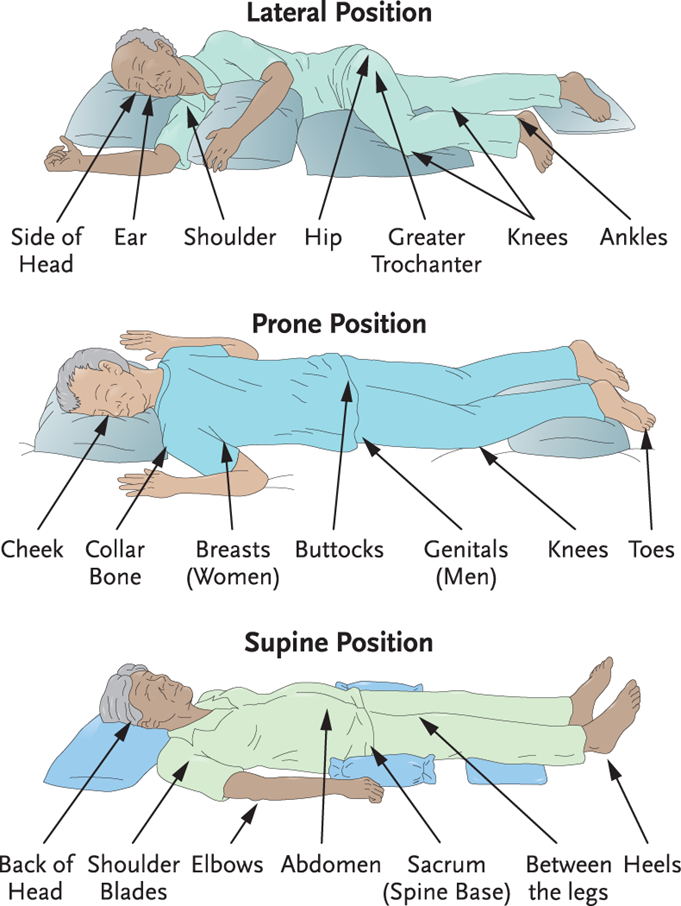 Lateral Position
Side of Head
Ear
Shoulder
Hip
Greater Trochanter
Knees
Ankles
Prone Position
Cheek
Collar Bone
Breasts (Women)
Buttocks
Genitals (Men)
Knees
Toes
Supine Position
Back of Head
Shoulder Blades
Elbows
Abdomen
Sacrum (Spine Base)
Between the legs
Heels